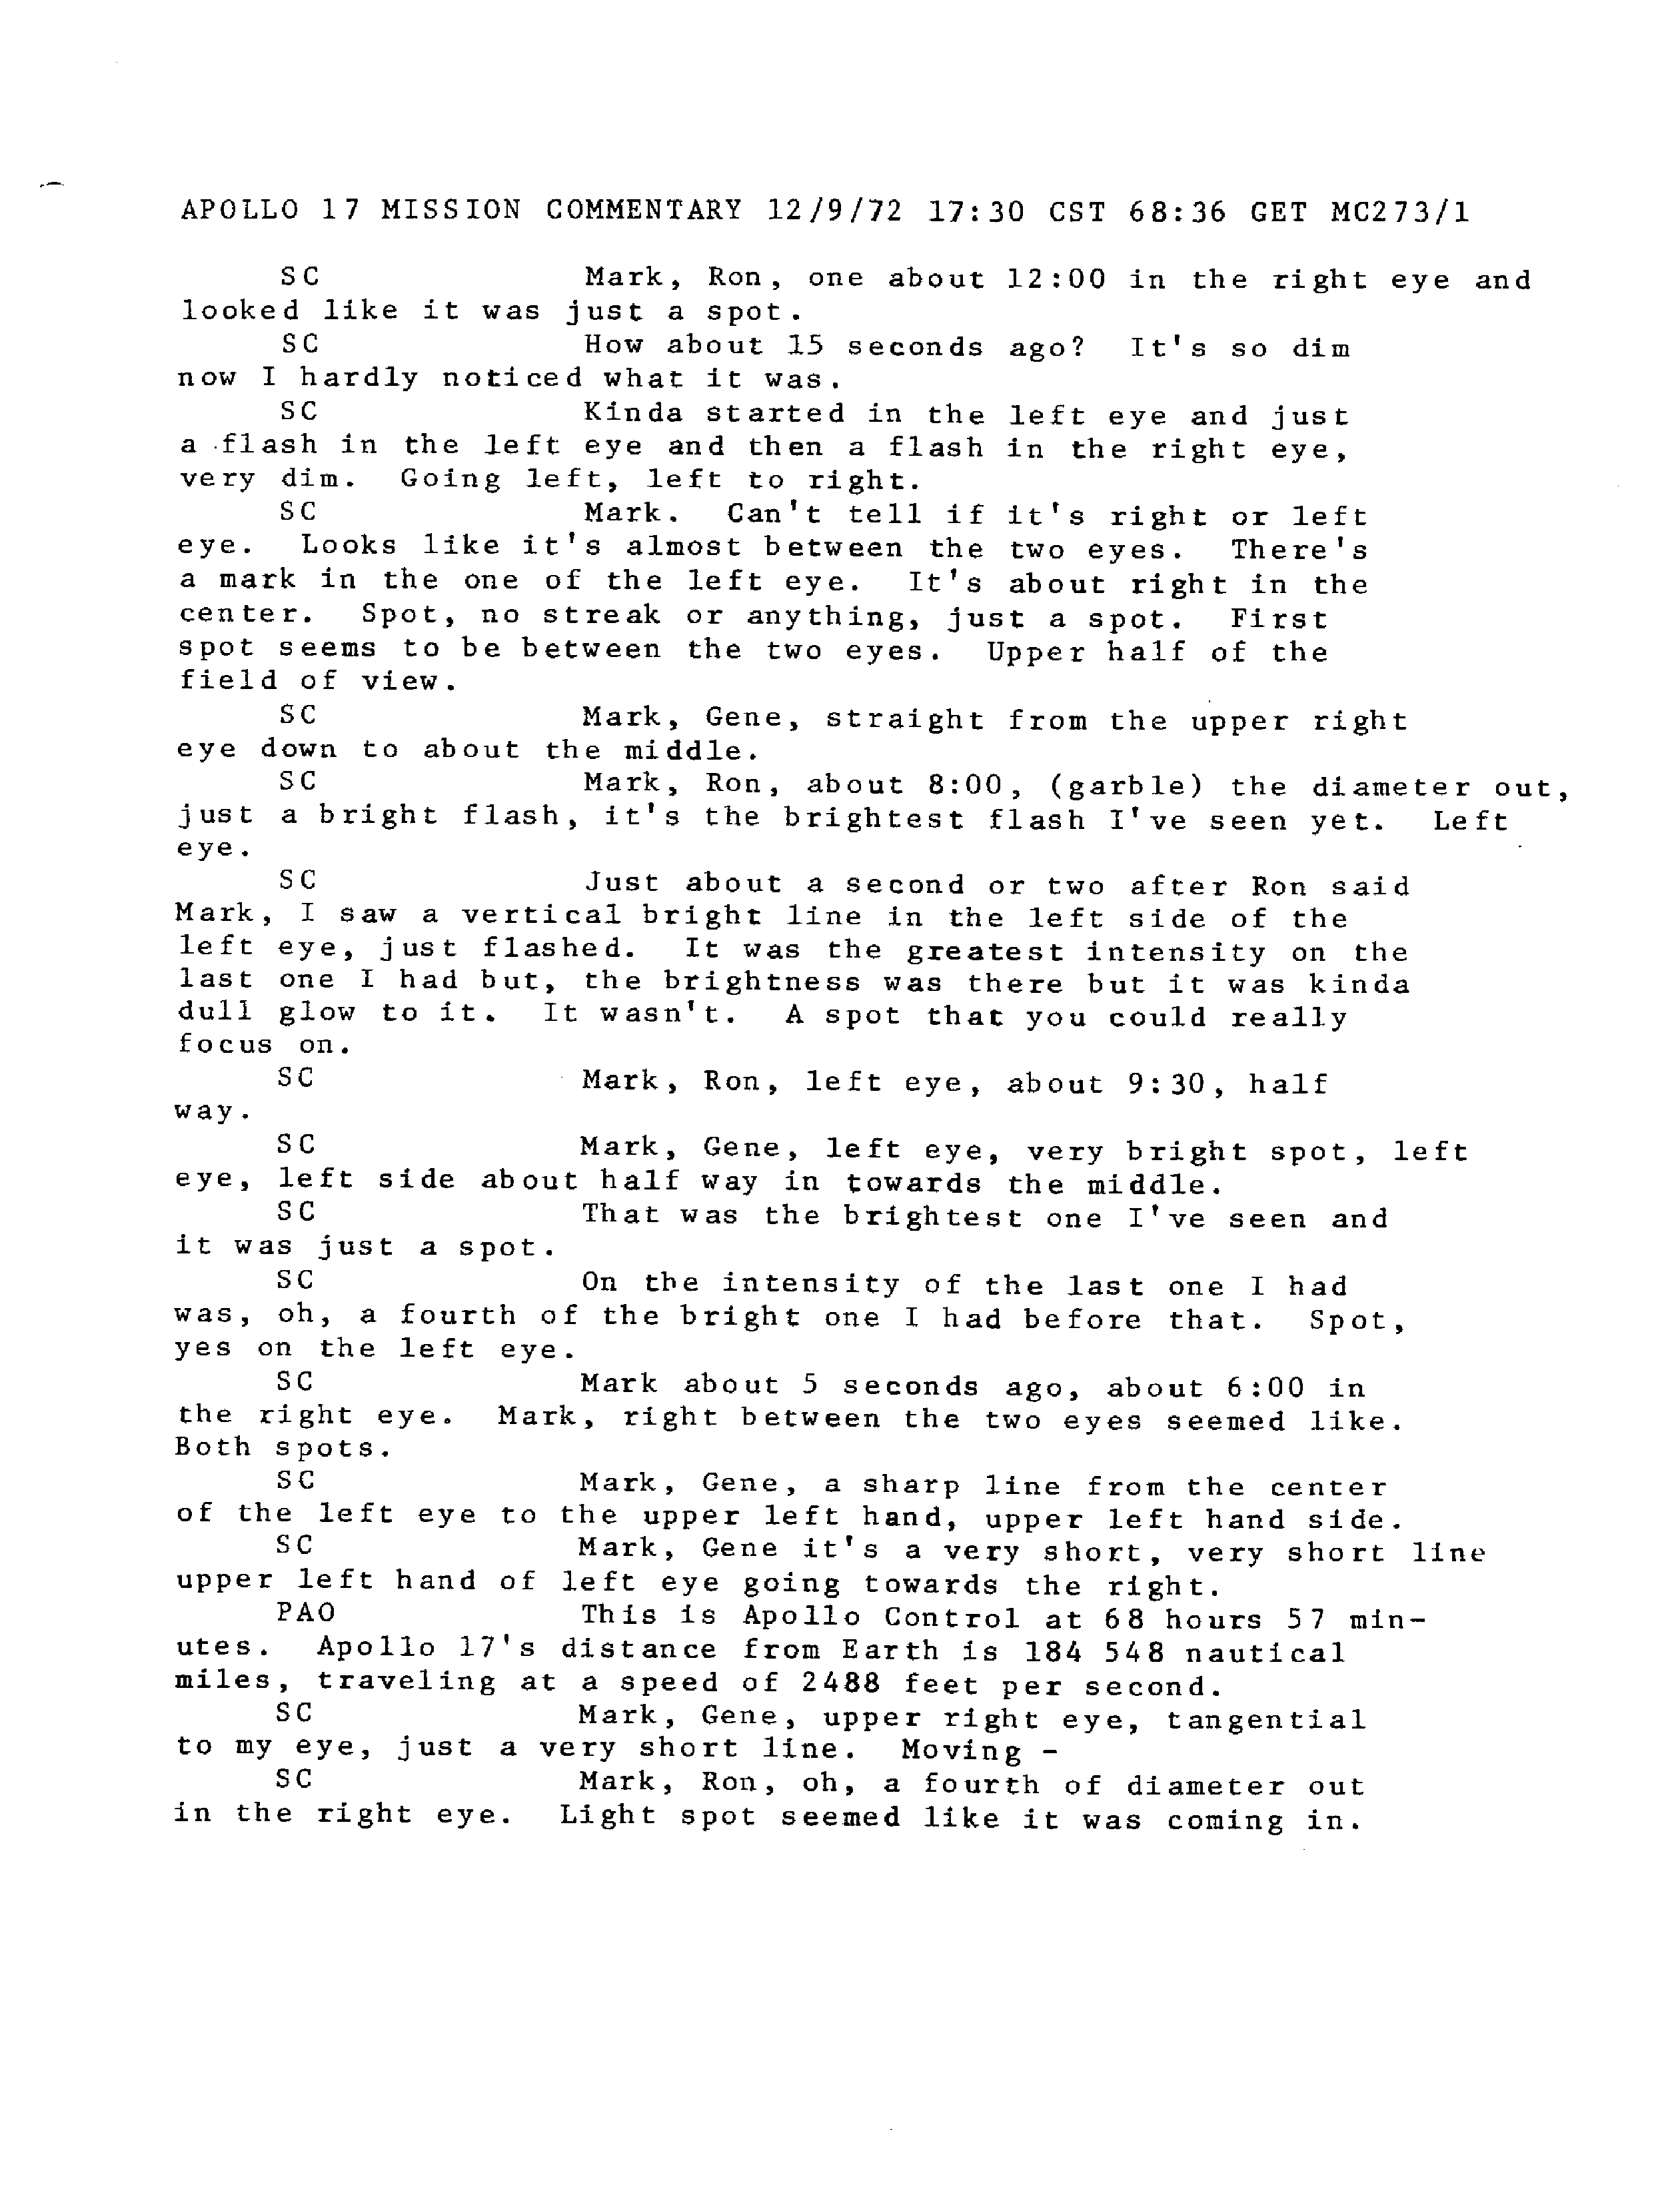 APOLLO 17 MISSION COMMENTARY 12/9/72 17:30 CST 68:36 GET MC273/1
SC Mark, Ron, one about 12:00 in the right eye and
looked like it was just a spot.
SC How about 15 seconds ago? It's so dim
now I hardly noticed what it was.
SC Kinda started in the left eye and just
a flash in the left eye and then a flash in the right eye,
very dim. Going left, left to right.
SC Mark. Can't tell if it's right or left
eye. Looks like it's almost between the two eyes. There's
a mark in the one of the left eye. It's about right in the
center. Spot, no streak or anything, just a spot. First
spot seems to be between the two eyes. Upper half of the
field of view.
SC Mark, Gene, straight from the upper right
eye down to about the middle.
SC Mark, Ron, about 8:00, (garble) the diameter out,
just a bright flash, it's the brightest flash I've seen yet. Left
eye.
SC Just about a second or two after Ron said
Mark, I saw a vertical bright line in the left side of the
left eye, just flashed. It was the greatest intensity on the
last one I had but, the brightness was there but it was kinda
dull glow to it. It wasn't. A spot that you could really
focus on.
SC Mark, Ron, left eye, about 9:30, half
way.
SC Mark, Gene, left eye, very bright spot, left
eye, left side about half way in towards the middle.
SC That was the brightest one I've seen and
it was just a spot.
SC On the intensity of the last one I had
was, oh, a fourth of the bright one I had before that. Spot,
yes on the left eye.
SC Mark about 5 seconds ago, about 6:00 in
the right eye. Mark, right between the two eyes seemed like.
Both spots.
SC Mark, Gene, a sharp line from the center
of the left eye to the upper left hand, upper left hand side.
SC Mark, Gene it's a very short, very short line
upper left hand of left eye going towards the right.
PAO This is Apollo Control at 68 hours 57 min-
utes. Apollo 17's distance from Earth is 184 548 nautical
miles, traveling at a speed of 2488 feet per second.
SC Mark, Gene, upper right eye, tangential
to my eye, just a very short line. Moving -
SC Mark, Ron, oh, a fourth of diameter out
in the right eye. Light spot seemed like it was coming in.